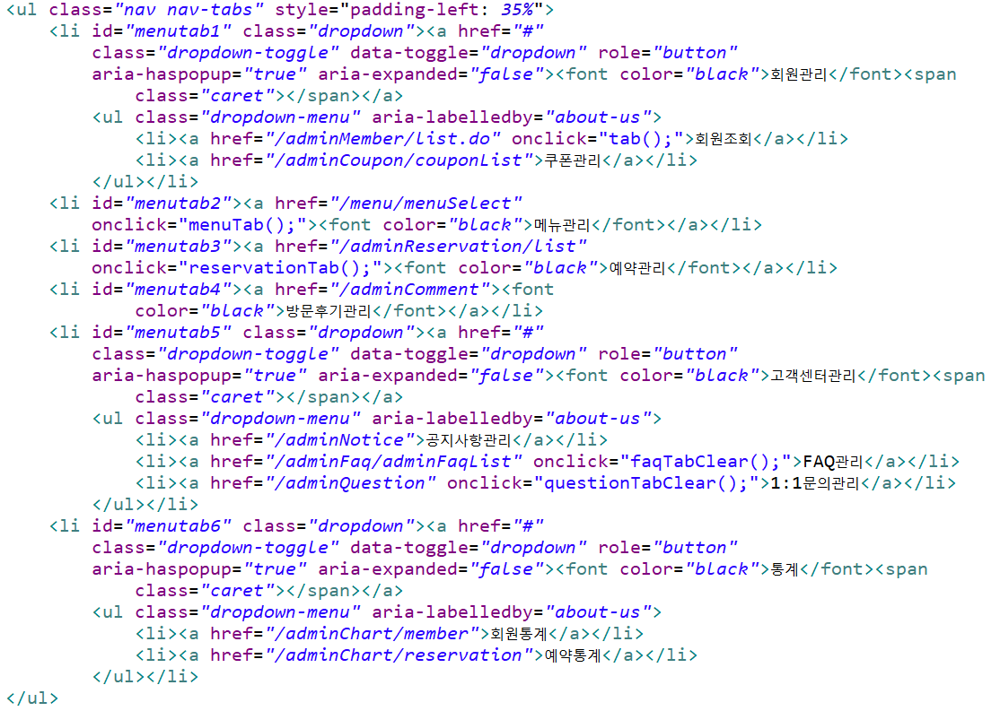 <ul class="nav nav-tabs" style="padding-left: 35%">
<li id="menutab1" class="dropdown"><a href="#"
class="dropdown-toggle" data-toggle="dropdown" role="button"
aria-haspopup="true" aria-expanded="false"><font color="black">회원관리</font><span
class="caret"></span></a>
<ul class="dropdown-menu" aria-labelledby="about-us">
<li><a href="/adminMember/list.do" onclick="tab();">회원조회</a></li>
<li><a href="/adminCoupon/couponList">쿠폰관리</a></li>
</ul></li>
<li id="menutab2"><a href="/menu/menuSelect"
onclick="menuTab();"><font color="black">메뉴관리</font></a></li>
<li id="menutab3"><a href="/adminReservation/list"
onclick="reservationTab();"><font color="black">예약관리</font></a></li>
<li id="menutab4"><a href="/adminComment"><font
color="black">방문후기관리</font></a></li>
<li id="menutab5" class="dropdown"><a href="#"
class="dropdown-toggle" data-toggle="dropdown" role="button"
aria-haspopup="true" aria-expanded="false"><font color="black">고객센터관리</font><span
class="caret"></span></a>
<ul class="dropdown-menu" aria-labelledby="about-us">
<li><a href="/adminNotice">공지사항관리</a></li>
<li><a href="/adminFaq/adminFaqList" onclick="faqTabClear();">FAQ관리</a></li>
<li><a href="/adminQuestion" onclick="questionTabClear();">1:1문의관리</a></li>
</ul></li>
<li id="menutab6" class="dropdown"><a href="#"
class="dropdown-toggle" data-toggle="dropdown" role="button"
aria-haspopup="true" aria-expanded="false"><font color="black">통계</font><span
class="caret"></span></a>
<ul class="dropdown-menu" aria-labelledby="about-us">
<li><a href="/adminChart/member">회원통계</a></li>
<li><a href="/adminChart/reservation">예약통계</a></li>
</ul></li>
</ul>